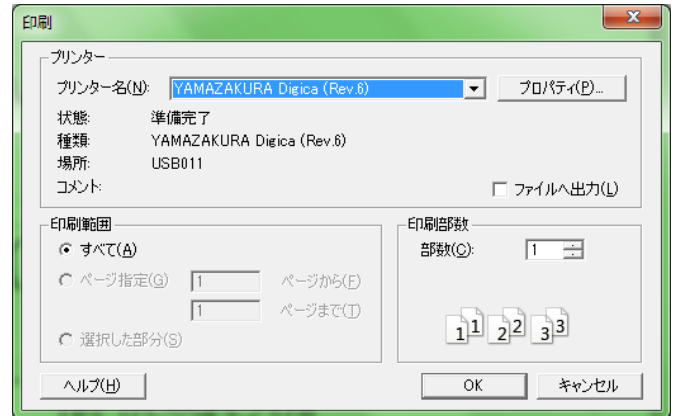 印刷
プリンター
プリンター名(N): YAMAZAKURA Digica (Rev.6) プロパティ(P)...
状態: 準備完了
種類: YAMAZAKURA Digica (Rev.6)
場所: USB011
コメント: ファイルへ出力(L)
印刷範囲
すべて(A)
ページ指定(G) 1 ページから(F)
1 ページまで(T)
選択した部分(S)
印刷部数
部数(C): 1
1 1 2 2 3 3
ヘルプ(H) OK キャンセル